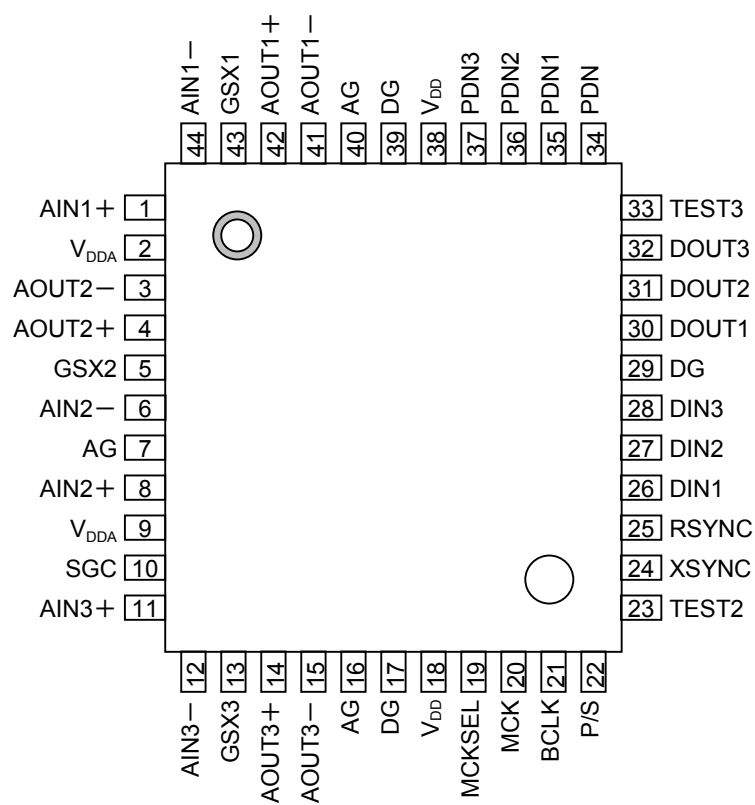 AIN1−
GSX1
AOUT1+
AOUT1−
AG
DG
VDD
PDN3
PDN2
PDN1
PDN
44
43
42
41
40
39
38
37
36
35
34
AIN1+ 1
VDDA 2
AOUT2− 3
AOUT2+ 4
GSX2 5
AIN2− 6
AG 7
AIN2+ 8
VDDA 9
SGC 10
AIN3+ 11
33 TEST3
32 DOUT3
31 DOUT2
30 DOUT1
29 DG
28 DIN3
27 DIN2
26 DIN1
25 RSYNC
24 XSYNC
23 TEST2
12
13
14
15
16
17
18
19
20
21
22
AIN3−
GSX3
AOUT3+
AOUT3−
AG
DG
VDD
MCKSEL
MCK
BCLK
P/S